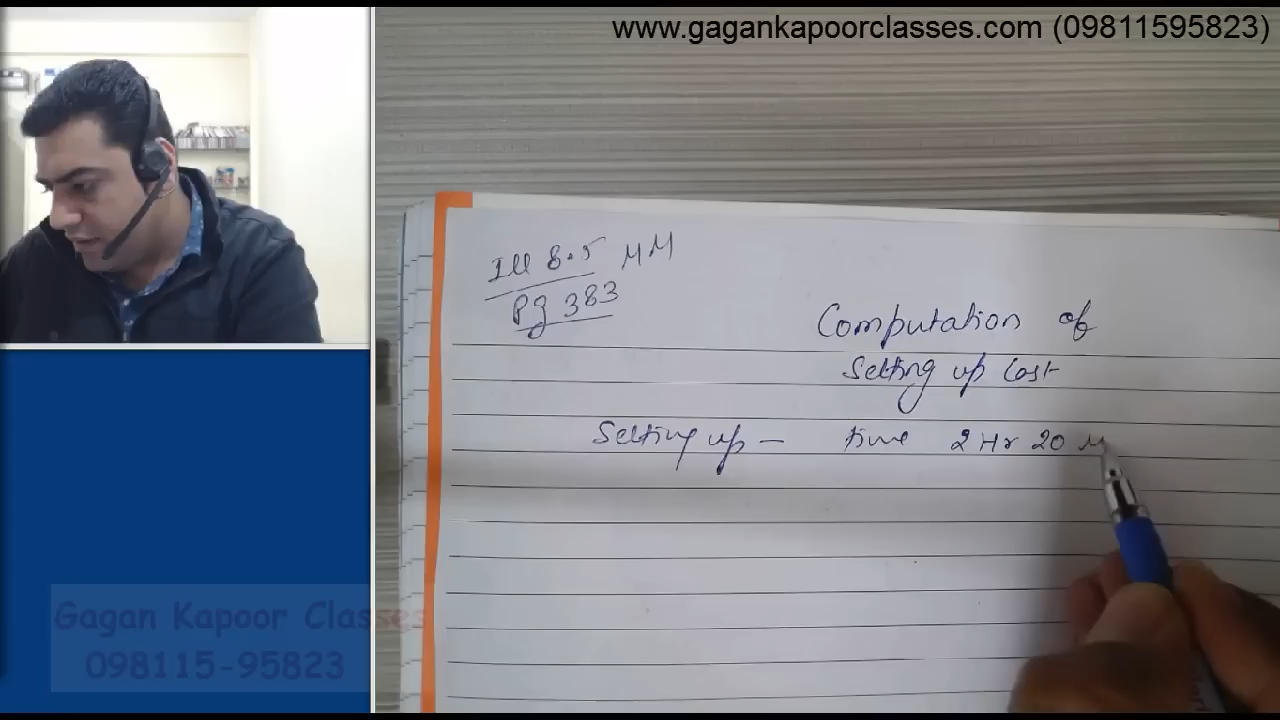 www.gagankapoorclasses.com (09811595823)
Ill 8.5 MM
Pg 383
Computation of
Setting up Cost
Setting up - time 2 Hr 20 M
Gagan Kapoor Classes
098115-95823